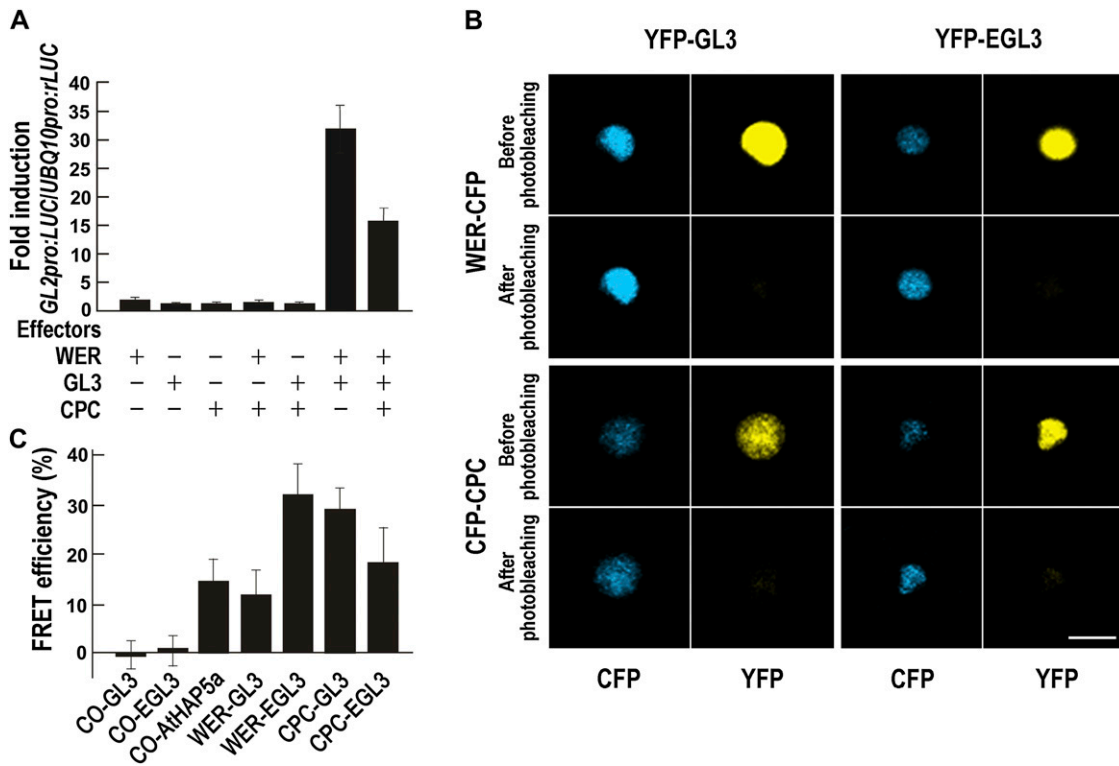 A
Fold induction
GL2pro:LUC/UBQ10pro:rLUC
40
35
30
25
20
15
10
5
0
Effectors
WER + − − + − + +
GL3 − + − − + + +
CPC − − + + + − +
B
YFP-GL3 YFP-EGL3
WER-CFP
Before
photobleaching
After
photobleaching
CFP-CPC
Before
photobleaching
After
photobleaching
CFP YFP CFP YFP
C
FRET efficiency (%)
40
30
20
10
0
CO-GL3
CO-EGL3
CO-AtHAP5a
WER-GL3
WER-EGL3
CPC-GL3
CPC-EGL3